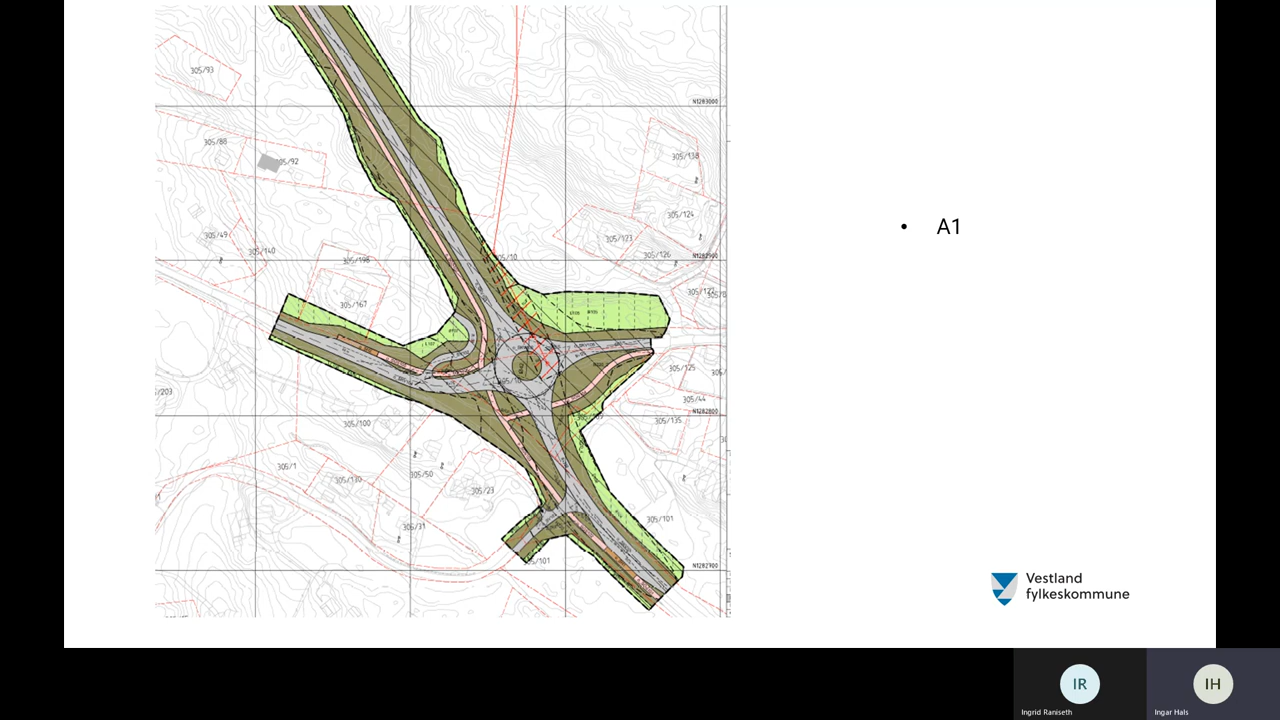 305/93
N1283000
305/88
305/92
305/138
305/124
305/49
305/140
305/123
305/126
305/198
305/10
N1282900
305/167
305/125
305/10
/203
305/44
N1282800
305/100
305/135
305/1
305/130
305/50
305/23
305/101
305/31
305/101
N1282700
• A1
Vestland
fylkeskommune
IR
IH
Ingrid Raniseth
Ingar Hals